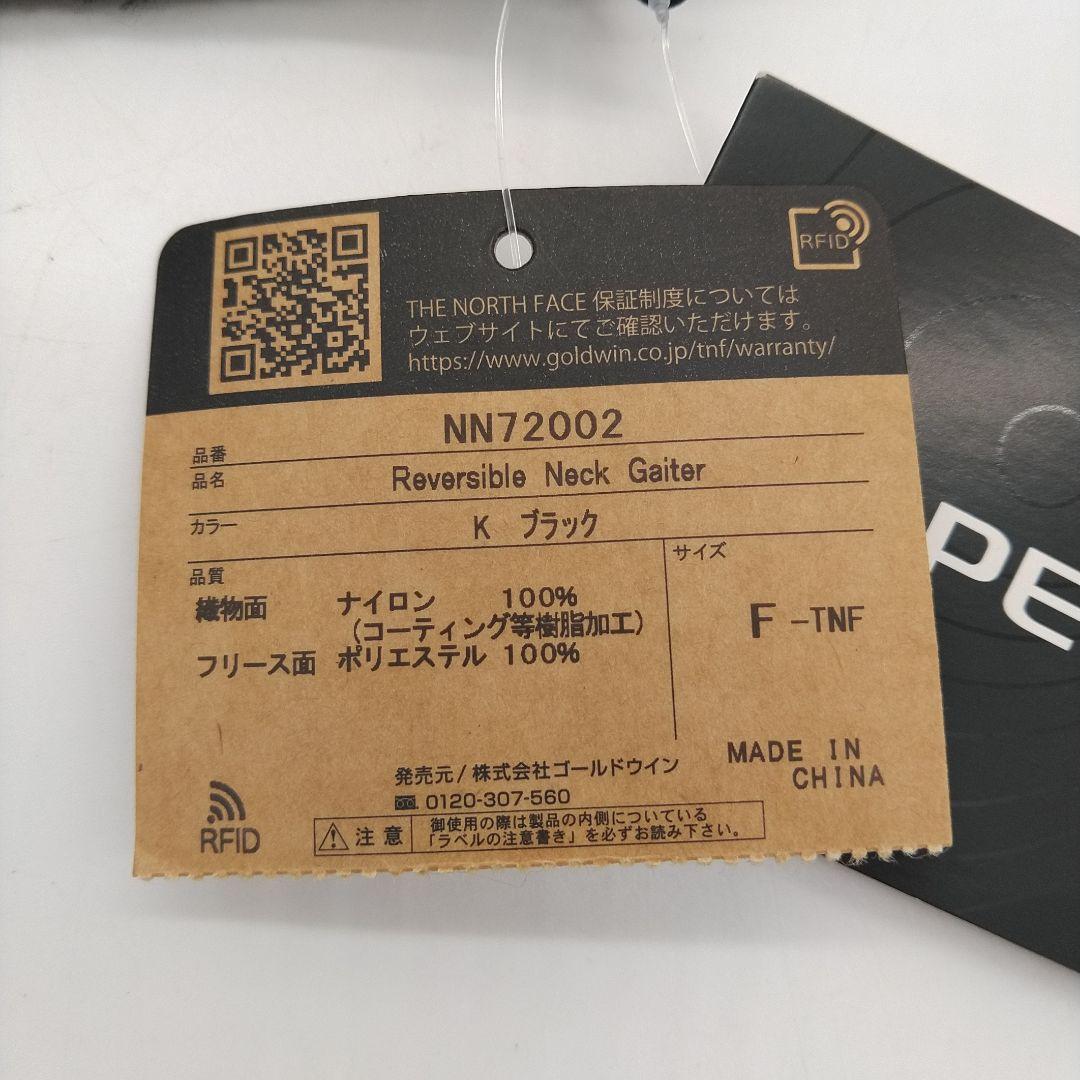 RFID
THE NORTH FACE 保証制度については
ウェブサイトにてご確認いただけます。
https://www.goldwin.co.jp/tnf/warranty/
品番 NN72002
品名 Reversible Neck Gaiter
カラー K ブラック
品質
サイズ
織物面 ナイロン 100%
(コーティング等樹脂加工)
フリース面 ポリエステル 100%
F -TNF
MADE IN
CHINA
発売元/株式会社ゴールドウイン
0120-307-560
RFID
注意
御使用の際は製品の内側についている
「ラベルの注意書き」を必ずお読み下さい。
PE